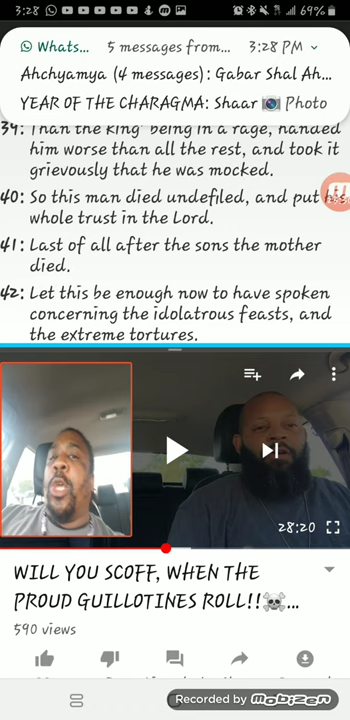 3:28 69%
Whats... 5 messages from... 3:28 PM
Ahchyamya (4 messages): Gabar Shal Ah...
YEAR OF THE CHARAGMA: Shaar 📷 Photo
39: Than the king' being in a rage, handed
him worse than all the rest, and took it
grievously that he was mocked.
40: So this man died undefiled, and put his
whole trust in the Lord.
41: Last of all after the sons the mother
died.
42: Let this be enough now to have spoken
concerning the idolatrous feasts, and
the extreme tortures.
28:20
WILL YOU SCOFF, WHEN THE
PROUD GUILLOTINES ROLL!!☠...
590 views
Recorded by mobizen